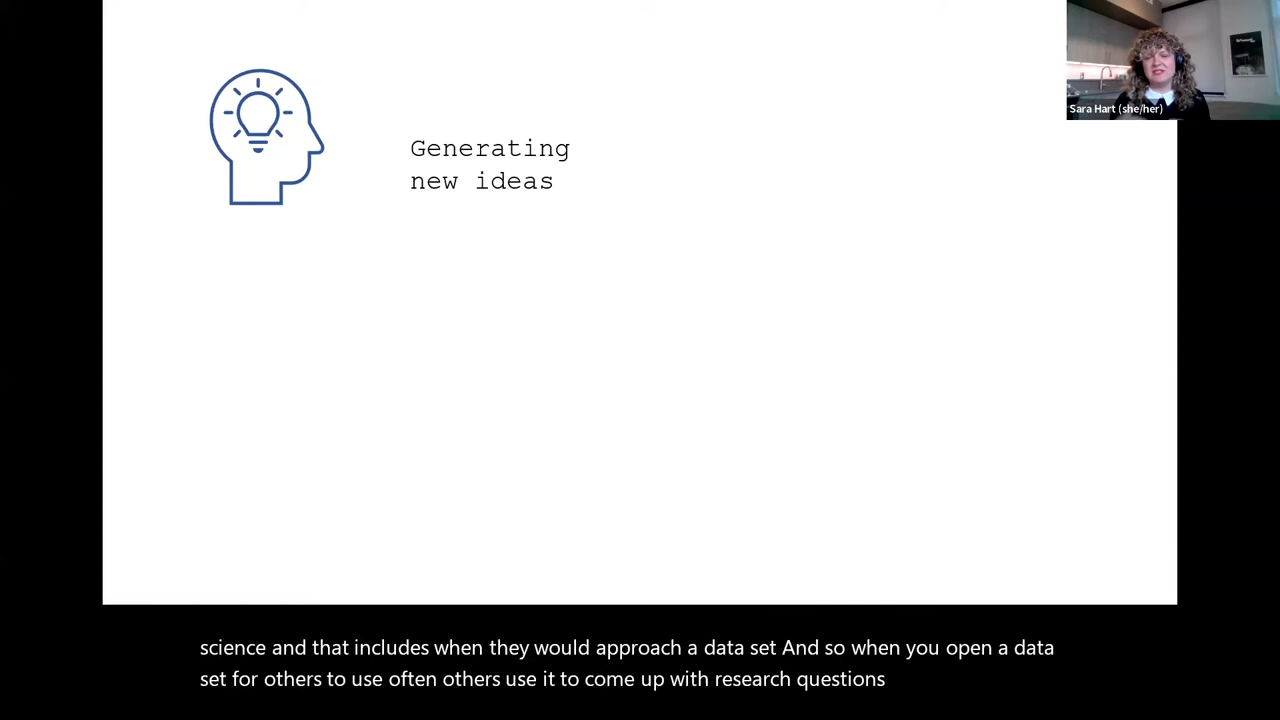 Sara Hart (she/her)
Generating
new ideas
science and that includes when they would approach a data set And so when you open a data
set for others to use often others use it to come up with research questions